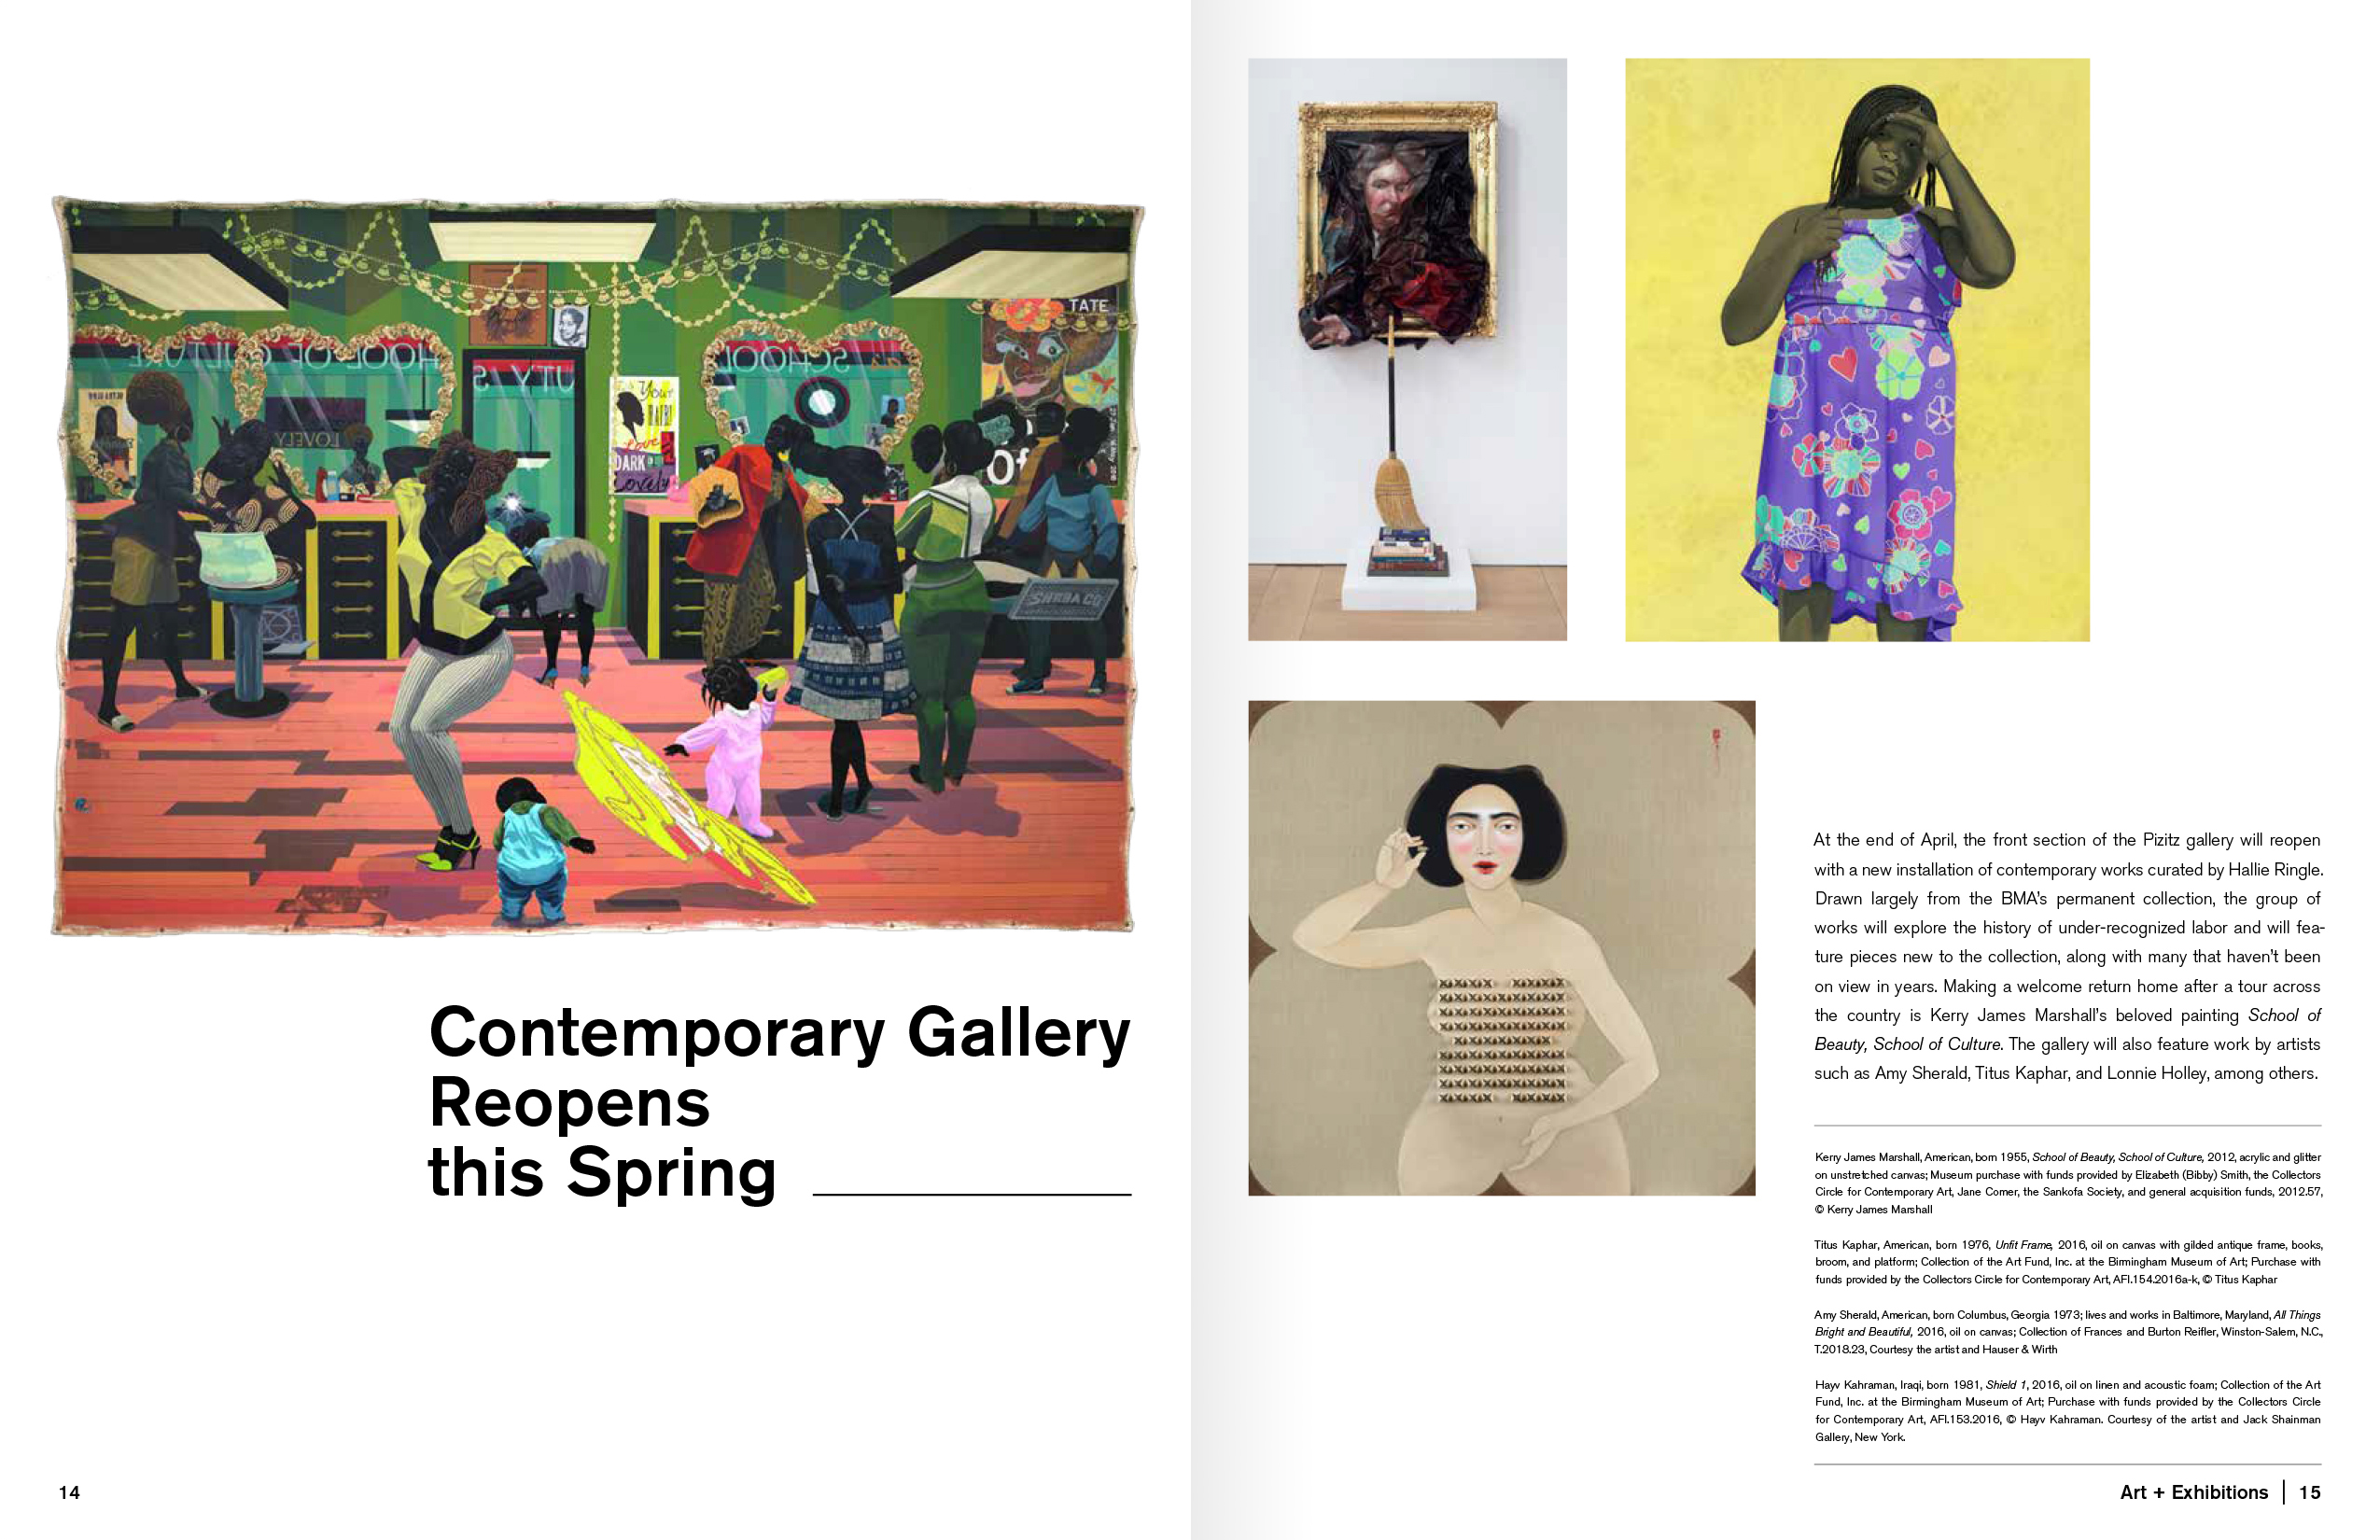 TATE
HOOL OF CULTURE
UTY S
SCHOOL
Your
HAIR!
Love
DARK
Lovely
LOVELY
Of
Contemporary Gallery
Reopens
this Spring
14
At the end of April, the front section of the Pizitz gallery will reopen
with a new installation of contemporary works curated by Hallie Ringle.
Drawn largely from the BMA's permanent collection, the group of
works will explore the history of under-recognized labor and will fea-
ture pieces new to the collection, along with many that haven't been
on view in years. Making a welcome return home after a tour across
the country is Kerry James Marshall's beloved painting School of
Beauty, School of Culture. The gallery will also feature work by artists
such as Amy Sherald, Titus Kaphar, and Lonnie Holley, among others.
Kerry James Marshall, American, born 1955, School of Beauty, School of Culture, 2012, acrylic and glitter
on unstretched canvas; Museum purchase with funds provided by Elizabeth (Bibby) Smith, the Collectors
Circle for Contemporary Art, Jane Comer, the Sankofa Society, and general acquisition funds, 2012.57,
© Kerry James Marshall
Titus Kaphar, American, born 1976, Unfit Frame, 2016, oil on canvas with gilded antique frame, books,
broom, and platform; Collection of the Art Fund, Inc. at the Birmingham Museum of Art; Purchase with
funds provided by the Collectors Circle for Contemporary Art, AFI.154.2016a-k, © Titus Kaphar
Amy Sherald, American, born Columbus, Georgia 1973; lives and works in Baltimore, Maryland, All Things
Bright and Beautiful, 2016, oil on canvas; Collection of Frances and Burton Reifler, Winston-Salem, N.C.,
T.2018.23, Courtesy the artist and Hauser & Wirth
Hayv Kahraman, Iraqi, born 1981, Shield 1, 2016, oil on linen and acoustic foam; Collection of the Art
Fund, Inc. at the Birmingham Museum of Art; Purchase with funds provided by the Collectors Circle
for Contemporary Art, AFI.153.2016, © Hayv Kahraman. Courtesy of the artist and Jack Shainman
Gallery, New York.
Art + Exhibitions | 15